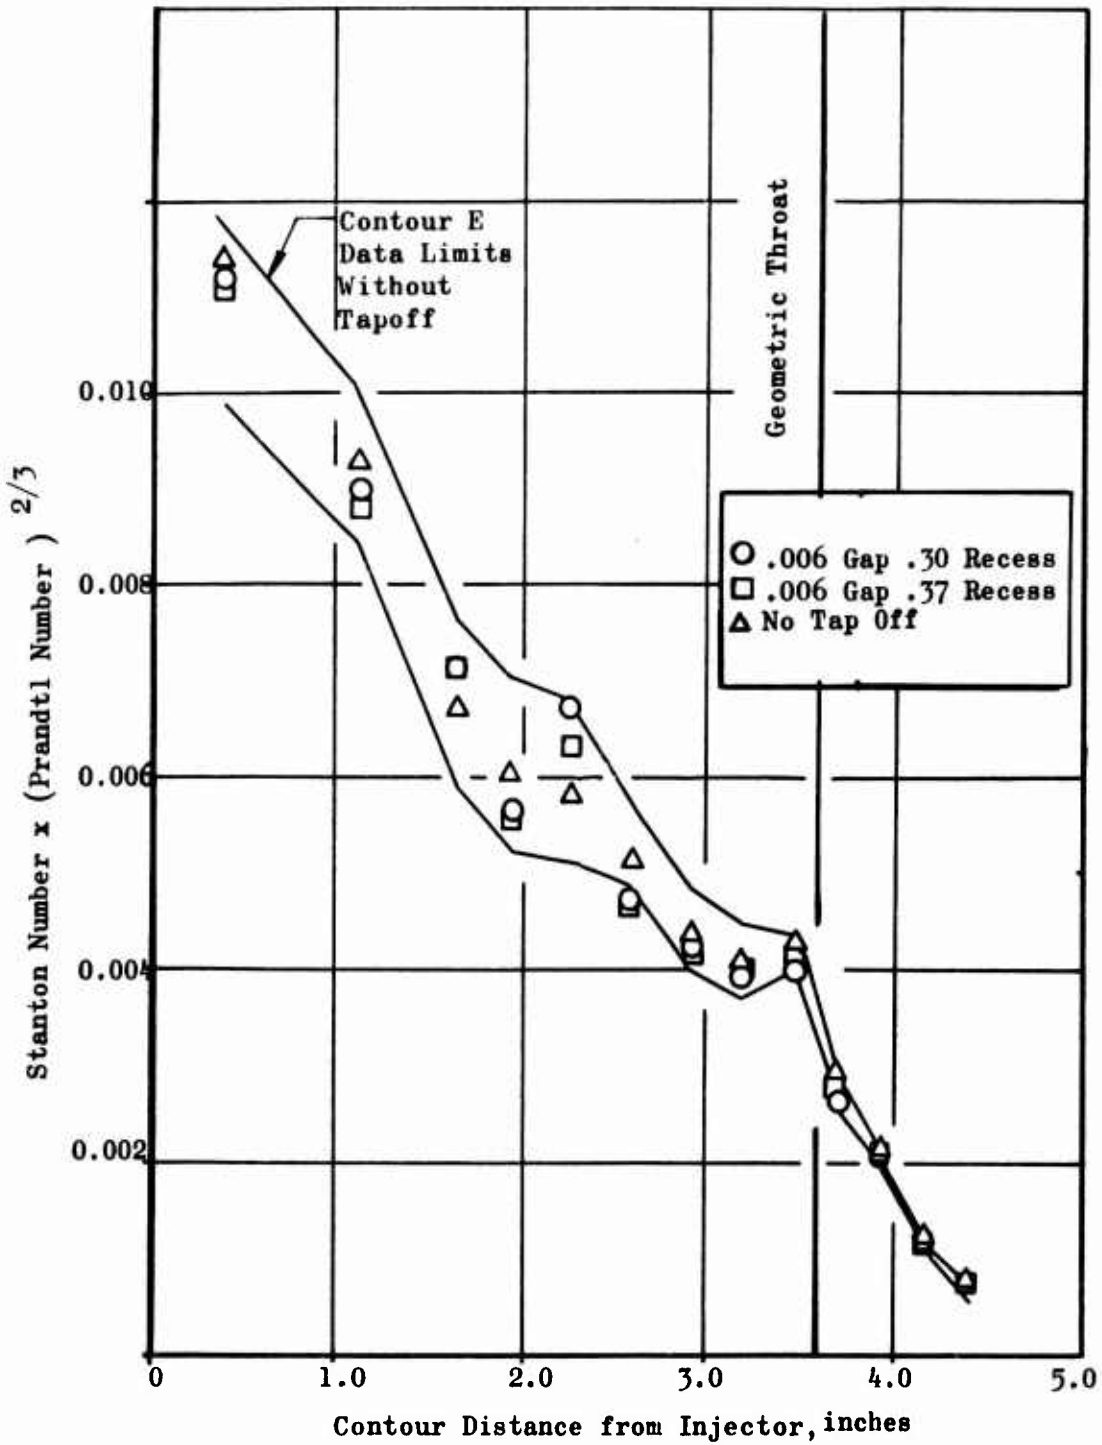 Contour E
Data Limits
Without
Tapoff
Geometric Throat
0.010
0.008
0.006
0.004
0.002
Stanton Number x (Prandtl Number ) 2/3
.006 Gap .30 Recess
.006 Gap .37 Recess
No Tap Off
0
1.0
2.0
3.0
4.0
5.0
Contour Distance from Injector, inches